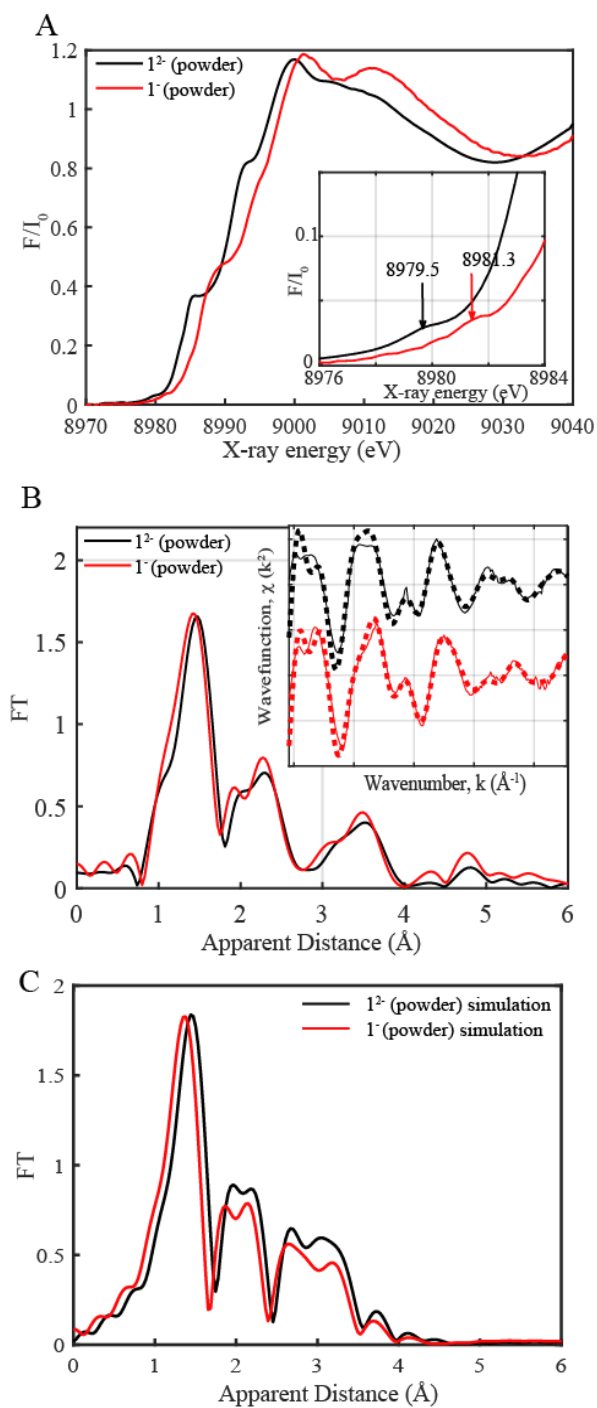 A
1.2
1²⁻ (powder)
1⁻ (powder)
1
0.8
0.6
0.4
0.2
0
F/I₀
8970 8980 8990 9000 9010 9020 9030 9040
X-ray energy (eV)
0.1
0
F/I₀
8979.5
8981.3
8976 8980 8984
X-ray energy (eV)
B
2
1.5
1
0.5
0
FT
1²⁻ (powder)
1⁻ (powder)
Wavefunction, χ (k²)
Wavenumber, k (Å⁻¹)
0 1 2 3 4 5 6
Apparent Distance (Å)
C
2
1.5
1
0.5
0
FT
1²⁻ (powder) simulation
1⁻ (powder) simulation
0 1 2 3 4 5 6
Apparent Distance (Å)